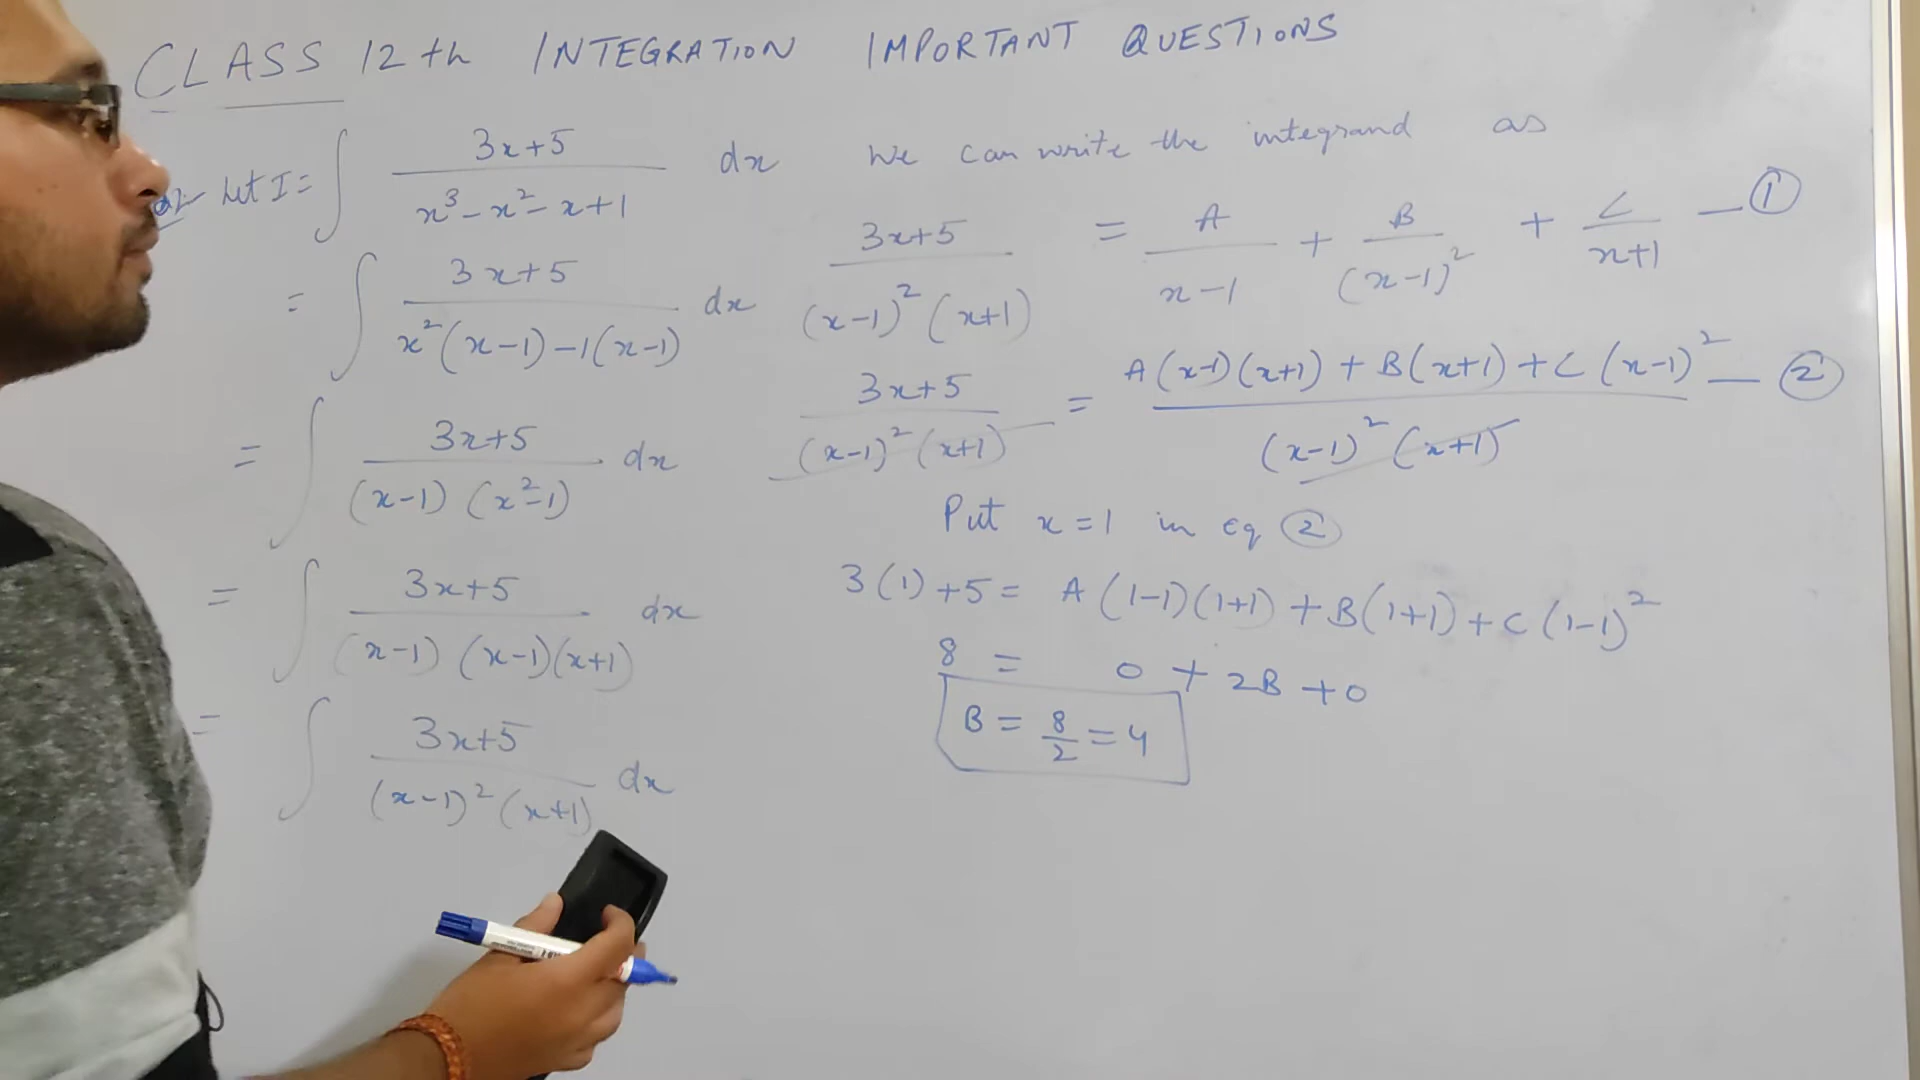 CLASS 12th INTEGRATION IMPORTANT QUESTIONS
Let I = ∫ (3x+5)/(x³-x²-x+1) dx
= ∫ (3x+5)/(x²(x-1)-1(x-1)) dx
= ∫ (3x+5)/((x-1)(x²-1)) dx
= ∫ (3x+5)/((x-1)(x-1)(x+1)) dx
= ∫ (3x+5)/((x-1)²(x+1)) dx
We can write the integrand as
(3x+5)/((x-1)²(x+1)) = A/(x-1) + B/(x-1)² + C/(x+1) — ①
(3x+5)/((x-1)²(x+1)) = (A(x-1)(x+1) + B(x+1) + C(x-1)²)/((x-1)²(x+1)) — ②
Put x=1 in eq ②
3(1)+5 = A(1-1)(1+1) + B(1+1) + C(1-1)²
8 = 0 + 2B + 0
B = 8/2 = 4